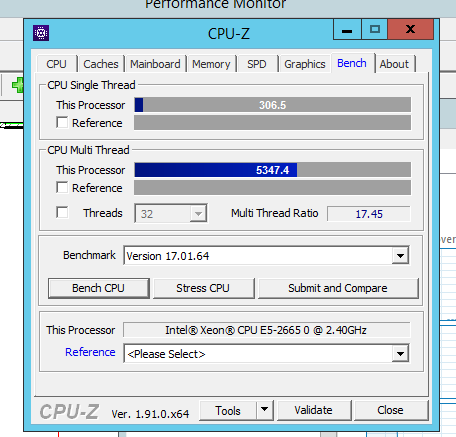 Performance Monitor
CPU-Z
CPU Caches Mainboard Memory SPD Graphics Bench About
CPU Single Thread
This Processor 306.5
Reference
CPU Multi Thread
This Processor 5347.4
Reference
Threads 32 Multi Thread Ratio 17.45
Benchmark Version 17.01.64
Bench CPU Stress CPU Submit and Compare
This Processor Intel® Xeon® CPU E5-2665 0 @ 2.40GHz
Reference <Please Select>
CPU-Z Ver. 1.91.0.x64 Tools Validate Close